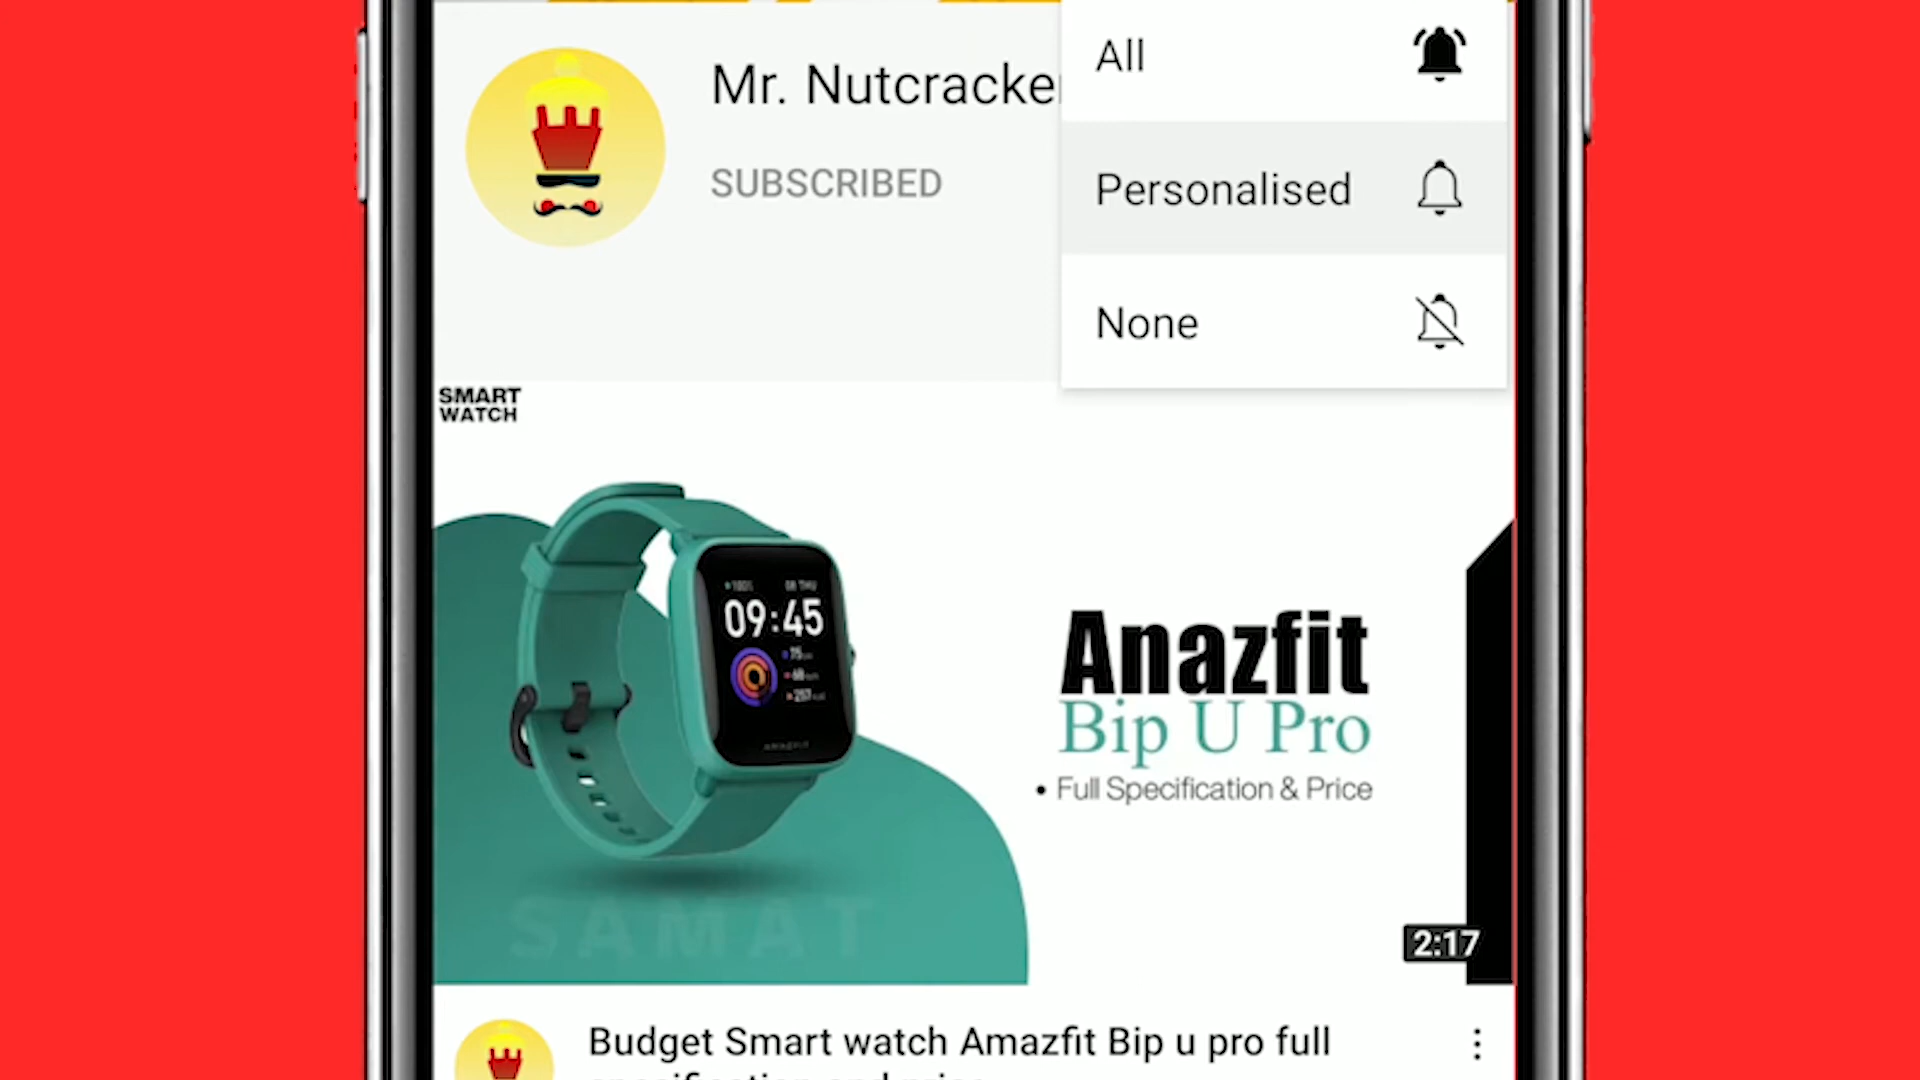 Mr. Nutcracke
SUBSCRIBED
All
Personalised
None
SMART
WATCH
09:45
Anazfit
Bip U Pro
• Full Specification & Price
SAMAT
2:17
Budget Smart watch Amazfit Bip u pro full